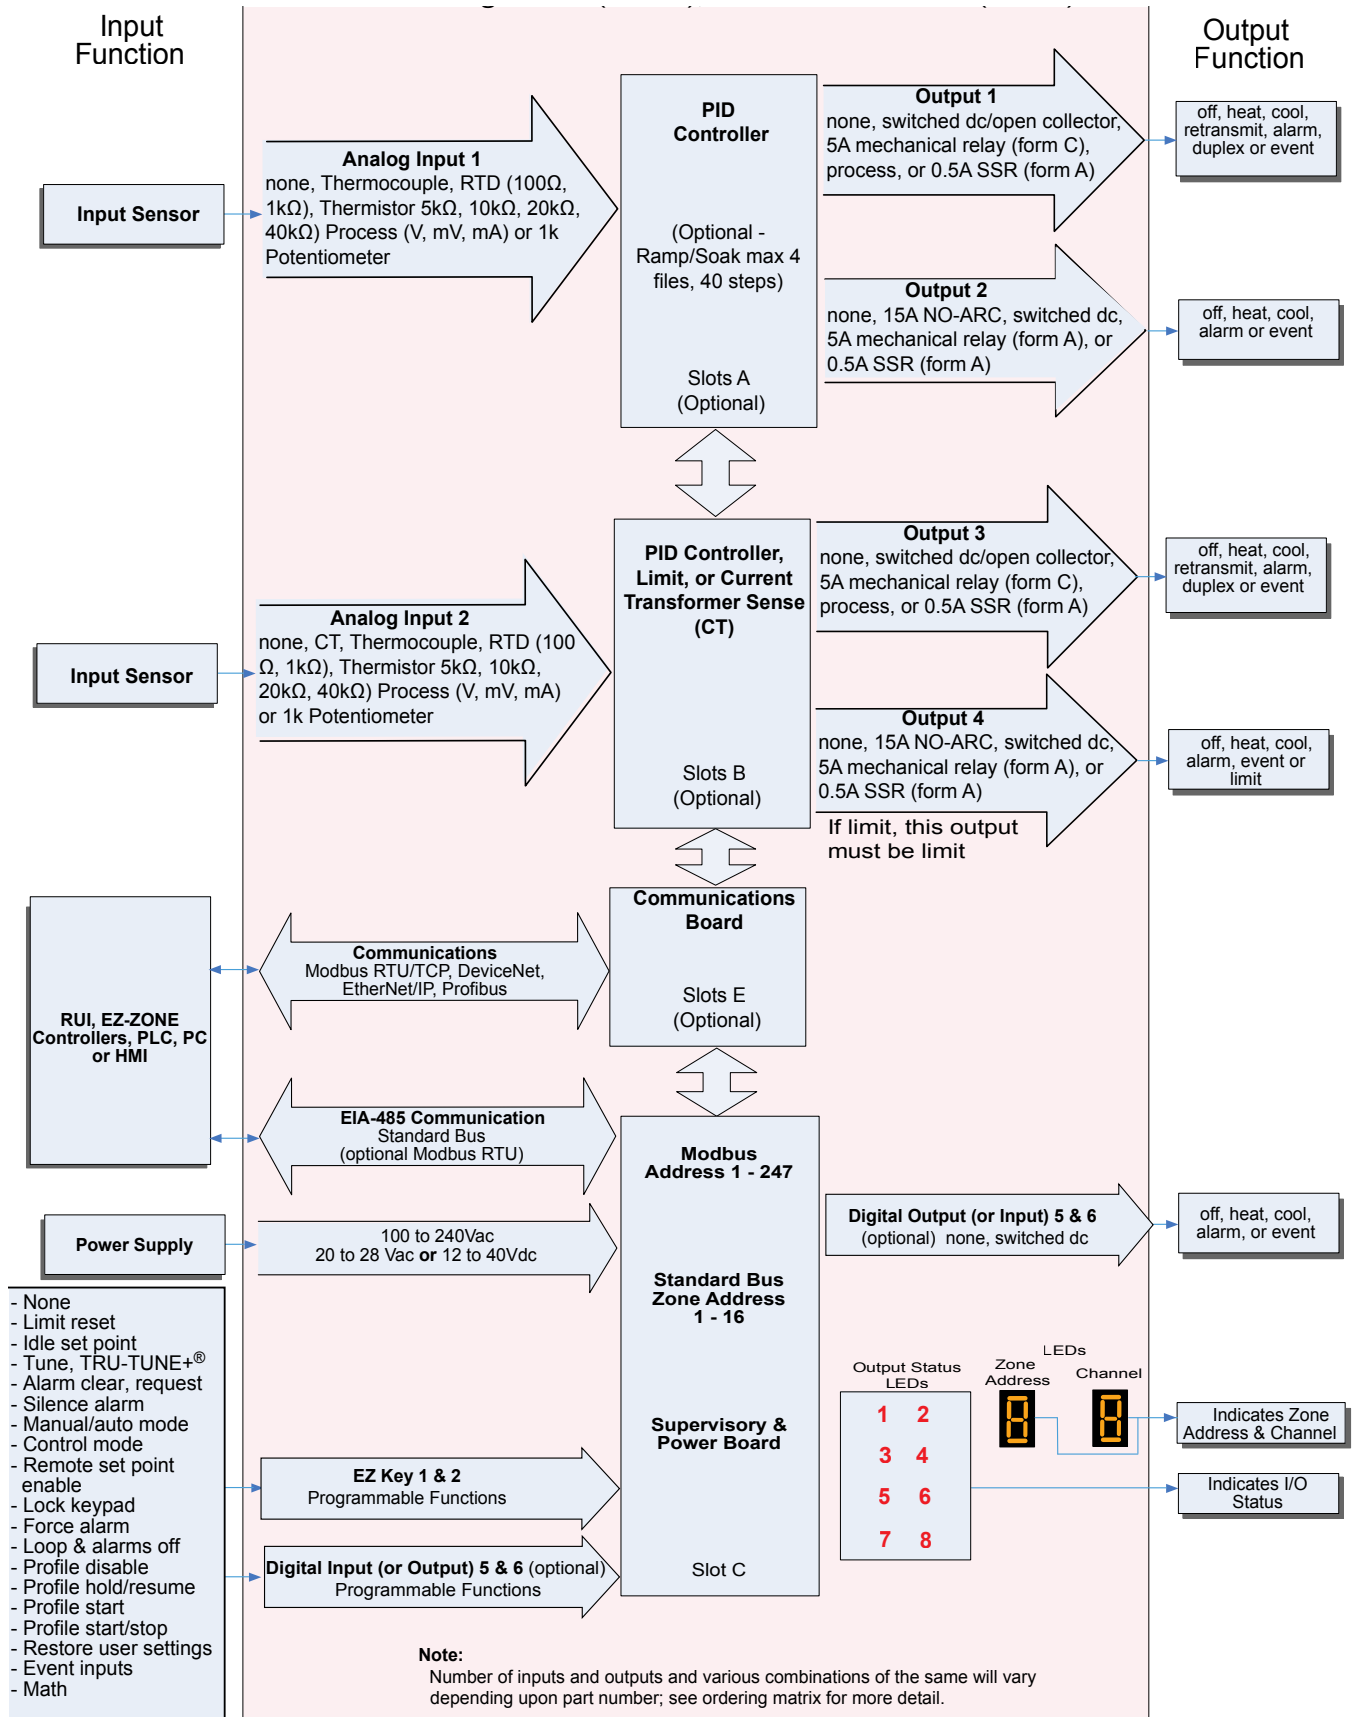 Input
Function
Output
Function
PID
Controller
(Optional -
Ramp/Soak max 4
files, 40 steps)
Slots A
(Optional)
Input Sensor
Analog Input 1
none, Thermocouple, RTD (100Ω,
1kΩ), Thermistor 5kΩ, 10kΩ, 20kΩ,
40kΩ) Process (V, mV, mA) or 1k
Potentiometer
Output 1
none, switched dc/open collector,
5A mechanical relay (form C),
process, or 0.5A SSR (form A)
off, heat, cool,
retransmit, alarm,
duplex or event
Output 2
none, 15A NO-ARC, switched dc,
5A mechanical relay (form A), or
0.5A SSR (form A)
off, heat, cool,
alarm or event
PID Controller,
Limit, or Current
Transformer Sense
(CT)
Slots B
(Optional)
Input Sensor
Analog Input 2
none, CT, Thermocouple, RTD (100
Ω, 1kΩ), Thermistor 5kΩ, 10kΩ,
20kΩ, 40kΩ) Process (V, mV, mA)
or 1k Potentiometer
Output 3
none, switched dc/open collector,
5A mechanical relay (form C),
process, or 0.5A SSR (form A)
off, heat, cool,
retransmit, alarm,
duplex or event
Output 4
none, 15A NO-ARC, switched dc,
5A mechanical relay (form A), or
0.5A SSR (form A)
If limit, this output
must be limit
off, heat, cool,
alarm, event or
limit
Communications
Board
Slots E
(Optional)
RUI, EZ-ZONE
Controllers, PLC, PC
or HMI
Communications
Modbus RTU/TCP, DeviceNet,
EtherNet/IP, Profibus
EIA-485 Communication
Standard Bus
(optional Modbus RTU)
Modbus
Address 1 - 247
Standard Bus
Zone Address
1 - 16
Supervisory &
Power Board
Slot C
Power Supply
100 to 240Vac
20 to 28 Vac or 12 to 40Vdc
Digital Output (or Input) 5 & 6
(optional) none, switched dc
off, heat, cool,
alarm, or event
- None
- Limit reset
- Idle set point
- Tune, TRU-TUNE+®
- Alarm clear, request
- Silence alarm
- Manual/auto mode
- Control mode
- Remote set point
enable
- Lock keypad
- Force alarm
- Loop & alarms off
- Profile disable
- Profile hold/resume
- Profile start
- Profile start/stop
- Restore user settings
- Event inputs
- Math
EZ Key 1 & 2
Programmable Functions
Digital Input (or Output) 5 & 6 (optional)
Programmable Functions
Output Status
LEDs
1 2
3 4
5 6
7 8
LEDs
Zone
Address
Channel
8 8
Indicates Zone
Address & Channel
Indicates I/O
Status
Note:
Number of inputs and outputs and various combinations of the same will vary
depending upon part number; see ordering matrix for more detail.